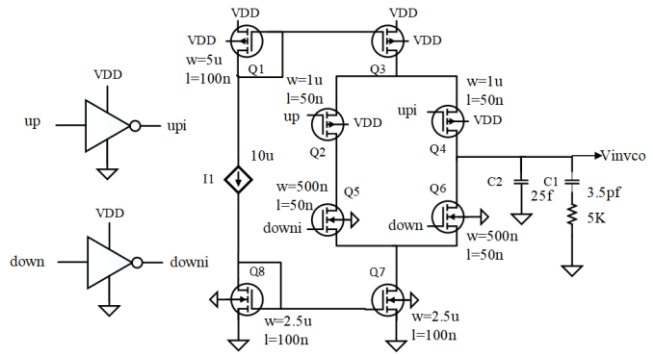 VDD
VDD
VDD
VDD
Q1
Q3
w=5u
l=100n
w=1u
l=50n
w=1u
l=50n
VDD
up
upi
up
VDD
Q2
upi
VDD
Q4
10u
I1
Vinvco
C2
25f
C1
3.5pf
5K
w=500n
l=50n
Q5
Q6
downi
down
w=500n
l=50n
VDD
down
downi
Q8
Q7
w=2.5u
l=100n
w=2.5u
l=100n